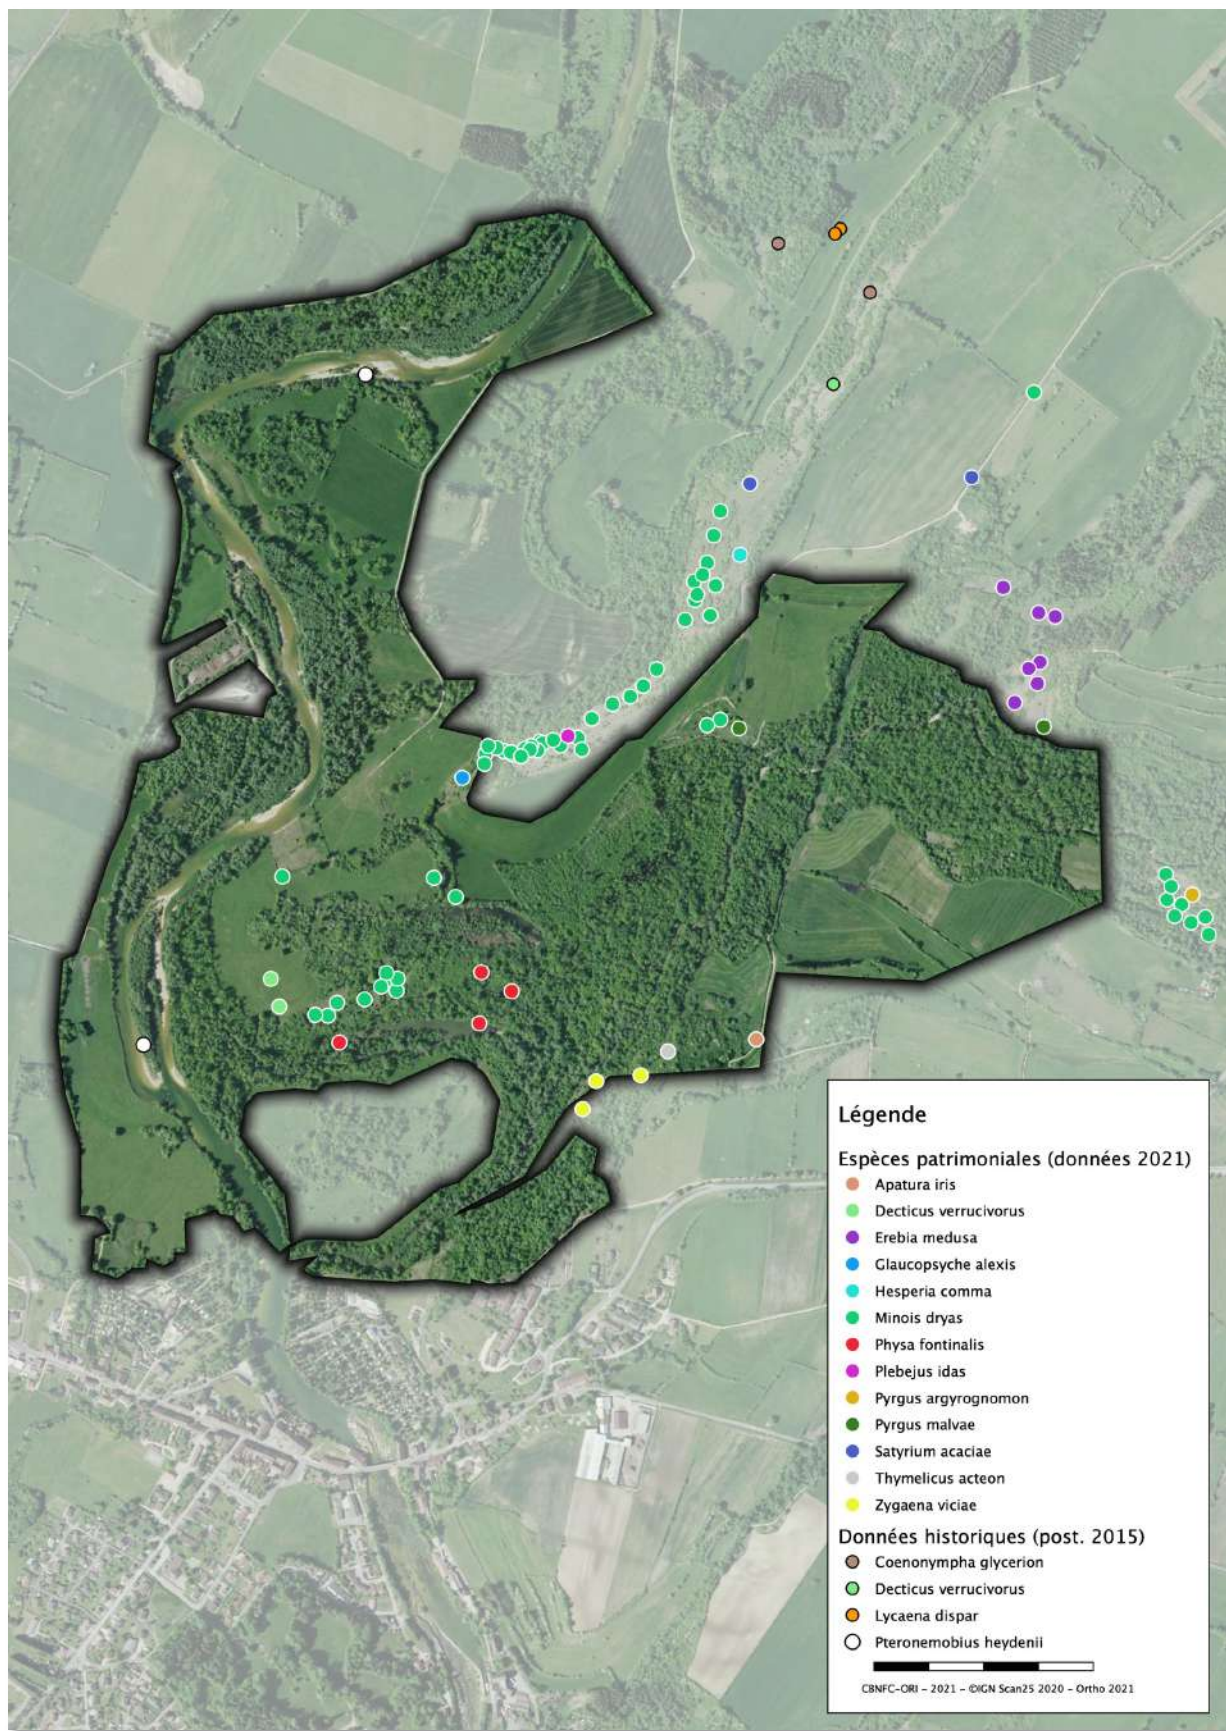 Légende
Espèces patrimoniales (données 2021)
Apatura iris
Decticus verrucivorus
Erebia medusa
Glaucopsyche alexis
Hesperia comma
Minois dryas
Physa fontinalis
Plebejus idas
Pyrgus argyrognomon
Pyrgus malvae
Satyrium acaciae
Thymelicus acteon
Zygaena viciae
Données historiques (post. 2015)
Coenonympha glycerion
Decticus verrucivorus
Lycaena dispar
Pteronemobius heydenii
CBNFC-ORI - 2021 - ©IGN Scan25 2020 - Ortho 2021